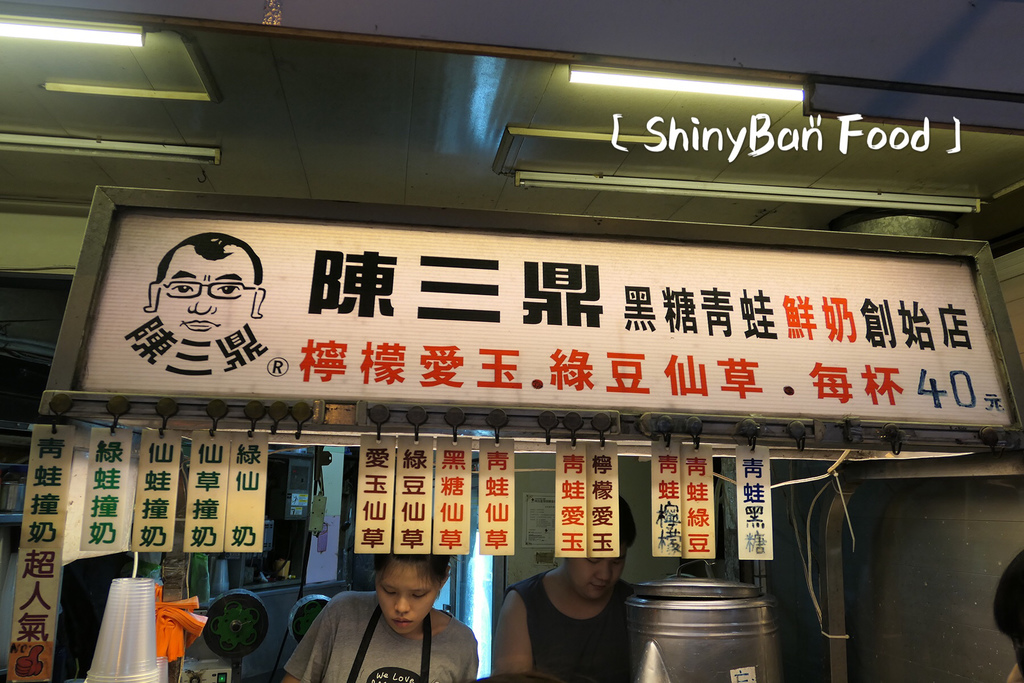 [ ShinyBan Food ]
陳三鼎 黑糖青蛙鮮奶創始店
陳三鼎
®
檸檬愛玉.綠豆仙草.每杯40元
青蛙撞奶
超人氣
綠蛙撞奶
仙蛙撞奶
仙草撞奶
綠仙奶
愛玉仙草
綠豆仙草
黑糖仙草
青蛙仙草
青蛙愛玉
檸檬愛玉
青蛙檸檬
青蛙綠豆
青蛙黑糖
We Love